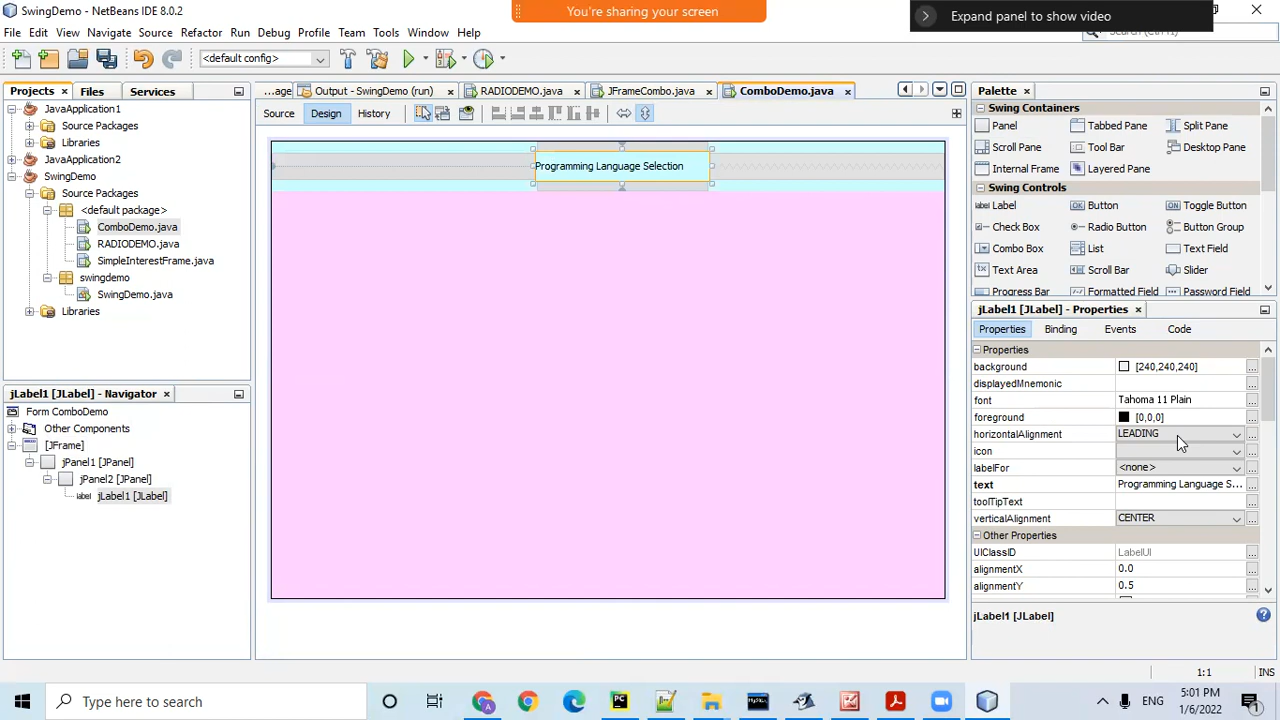 SwingDemo - NetBeans IDE 8.0.2
You're sharing your screen
Expand panel to show video
File Edit View Navigate Source Refactor Run Debug Profile Team Tools Window Help
<default config>
Projects Files Services
...age Output - SwingDemo (run) RADIODEMO.java JFrameCombo.java ComboDemo.java
Source Design History
JavaApplication1
Source Packages
Libraries
JavaApplication2
SwingDemo
Source Packages
<default package>
ComboDemo.java
RADIODEMO.java
SimpleInterestFrame.java
swingdemo
SwingDemo.java
Libraries
jLabel1 [JLabel] - Navigator
Form ComboDemo
Other Components
[JFrame]
jPanel1 [JPanel]
jPanel2 [JPanel]
label jLabel1 [JLabel]
Programming Language Selection
Palette
Swing Containers
Panel Tabbed Pane Split Pane
Scroll Pane Tool Bar Desktop Pane
Internal Frame Layered Pane
Swing Controls
label Label OK Button ON Toggle Button
Check Box Radio Button Button Group
Combo Box List Text Field
Text Area Scroll Bar Slider
Progress Bar Formatted Field Password Field
jLabel1 [JLabel] - Properties
Properties Binding Events Code
Properties
background [240,240,240]
displayedMnemonic
font Tahoma 11 Plain
foreground [0,0,0]
horizontalAlignment LEADING
icon
labelFor <none>
text Programming Language S...
toolTipText
verticalAlignment CENTER
Other Properties
UIClassID LabelUI
alignmentX 0.0
alignmentY 0.5
jLabel1 [JLabel]
1:1 INS
Type here to search
ENG
5:01 PM
1/6/2022